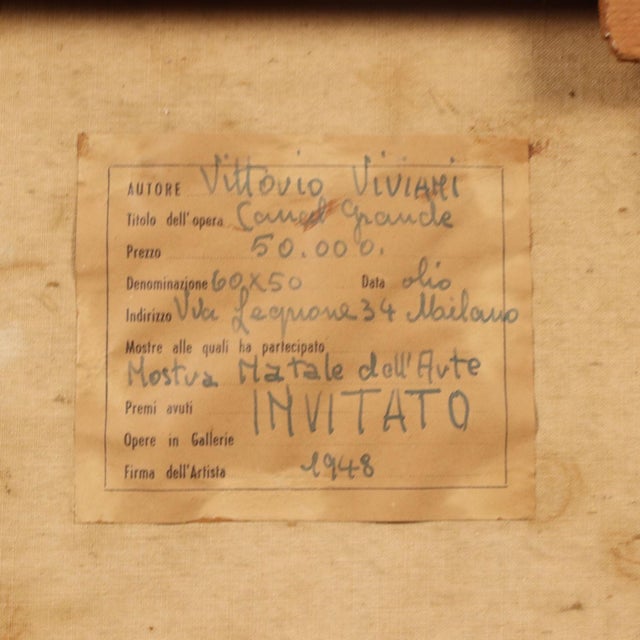 AUTORE Vittorio Viviani
Titolo dell'opera Canal Grande
Prezzo 50.000.
Denominazione 60x50 Data olio
Indirizzo Via Legnone 34 Milano
Mostre alle quali ha partecipato
Mostra Natale dell'Arte
Premi avuti INVITATO
Opere in Gallerie
Firma dell'Artista 1948